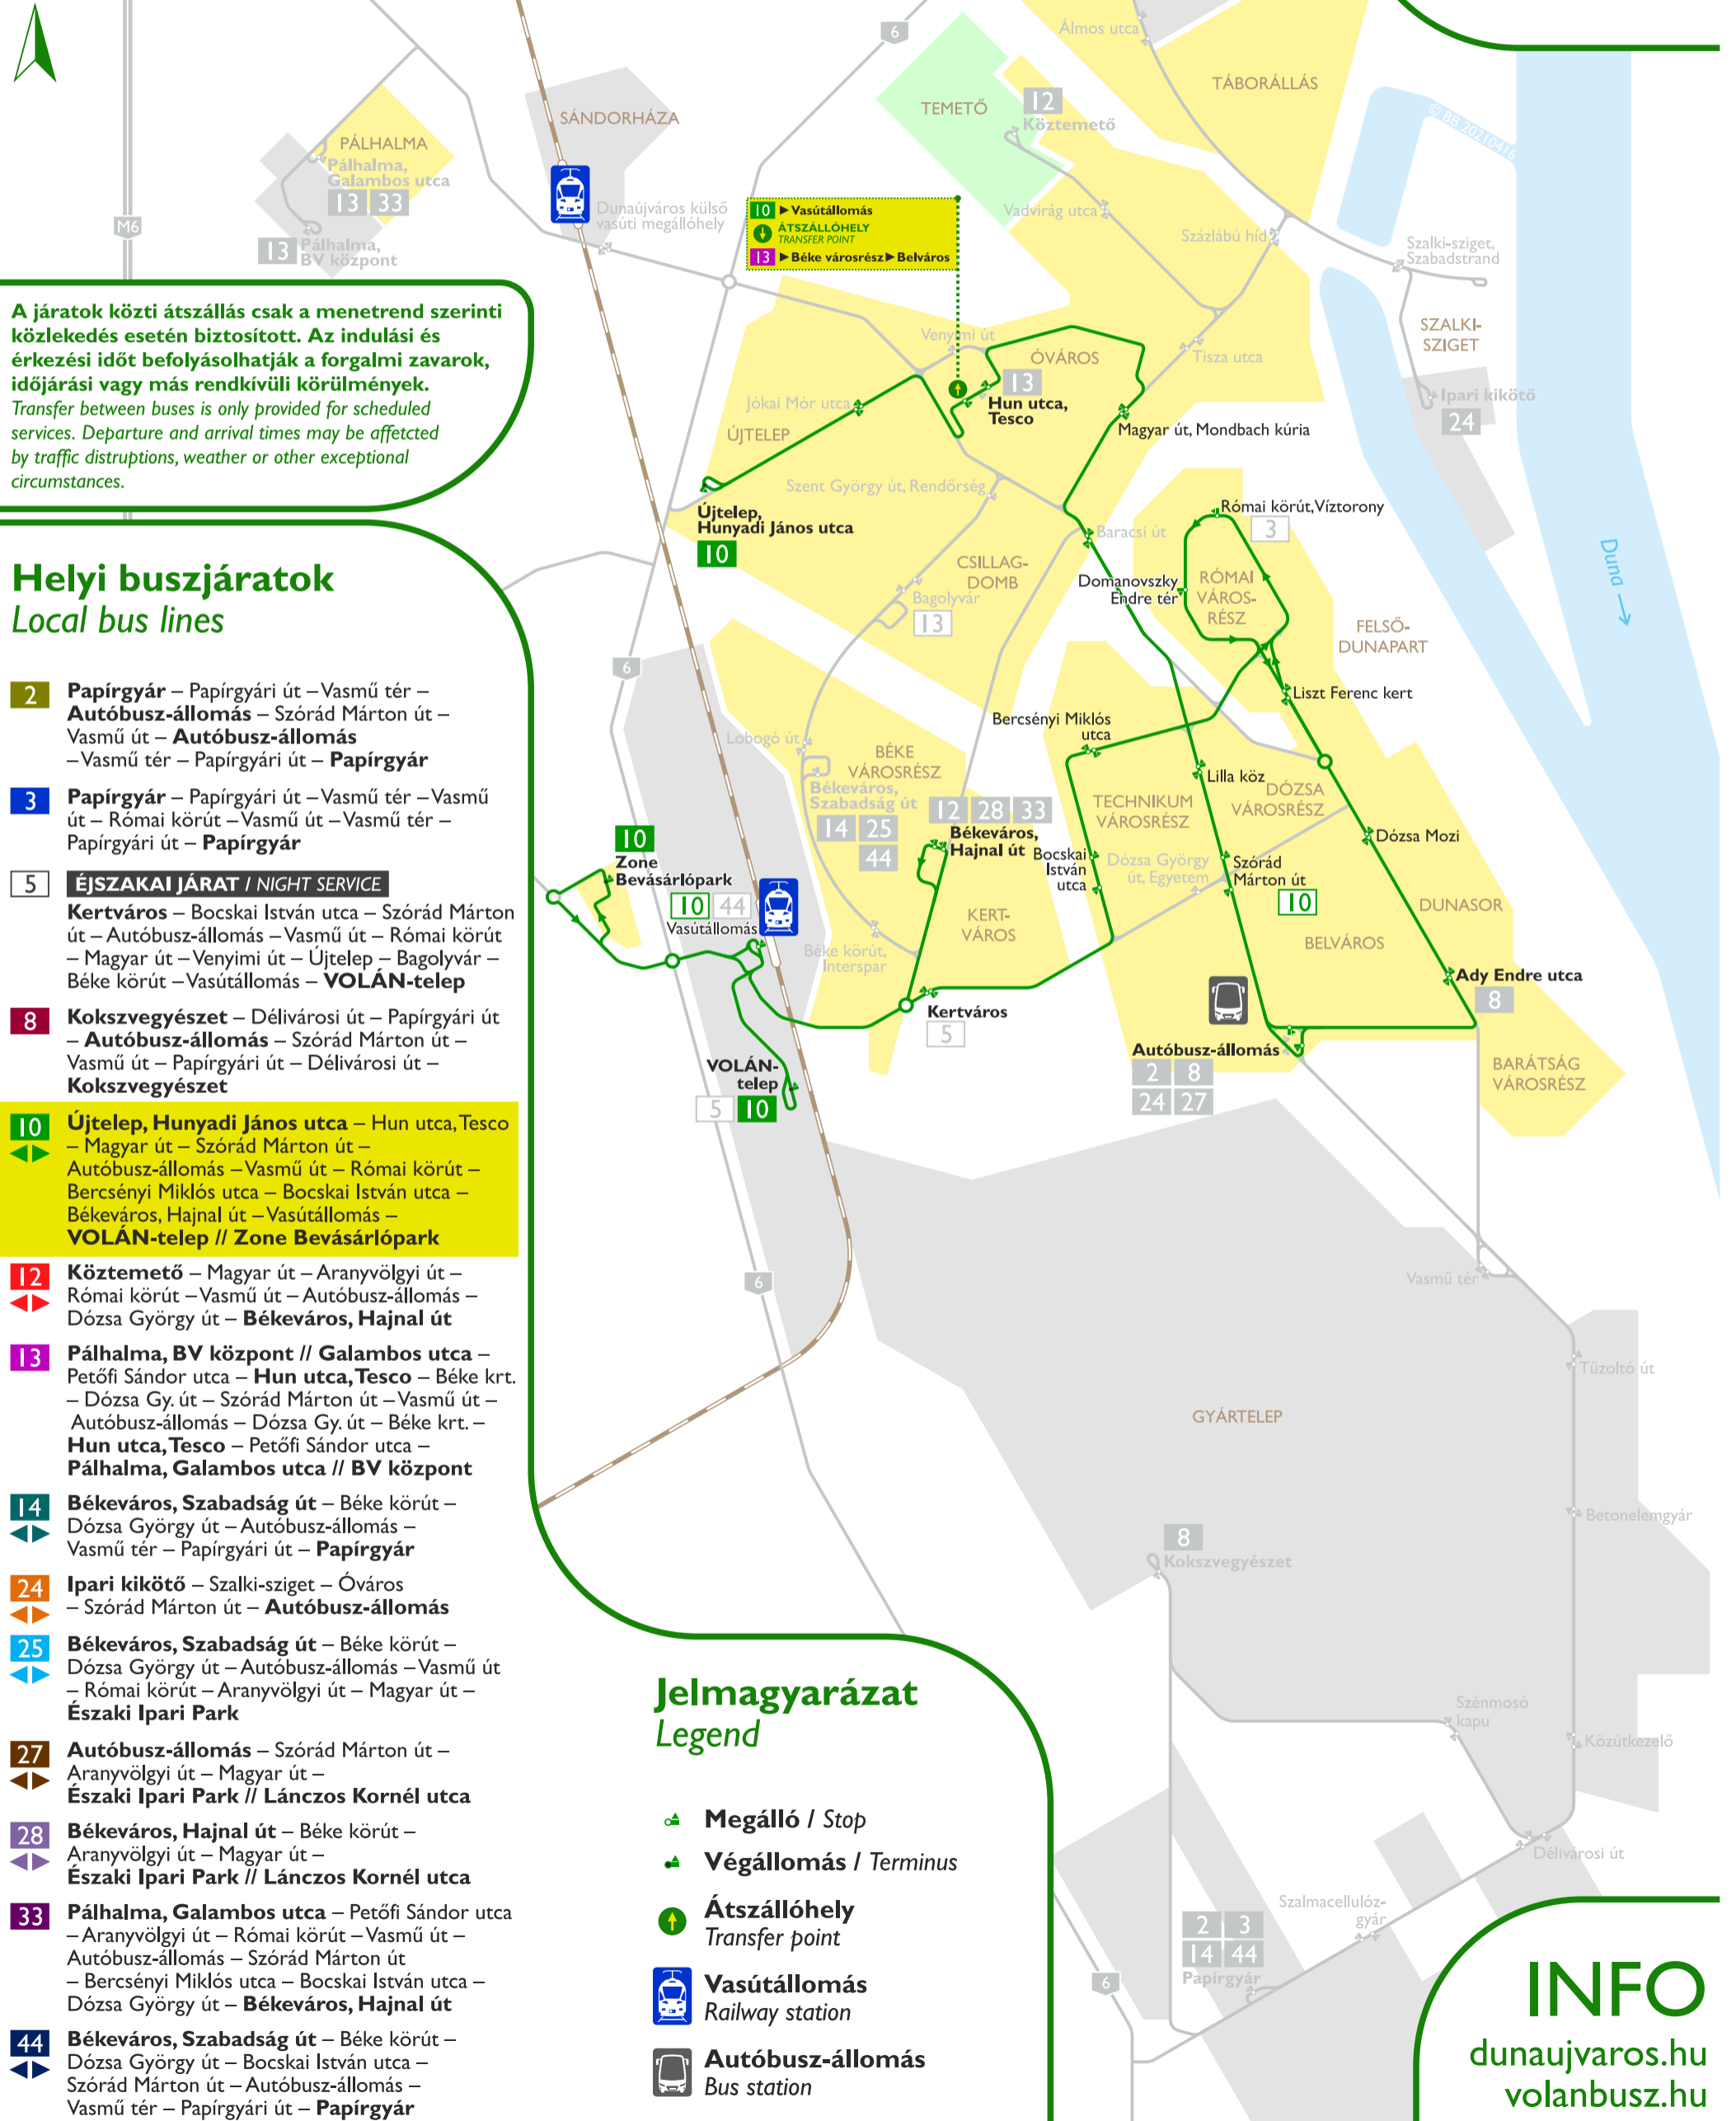 6
Álmos utca
TÁBORÁLLÁS
SÁNDORHÁZA
TEMETŐ
12
Köztemető
© BB 20210416
PÁLHALMA
Pálhalma,
Galambos utca
13 33
M6
13
Pálhalma,
BV központ
Dunaújváros külső
vasúti megállóhely
10 ►Vasútállomás
ÁTSZÁLLÓHELY
TRANSFER POINT
13 ►Béke városrész►Belváros
Vadvirág utca
Százlábú híd
Szalki-sziget,
Szabadstrand
SZALKI-
SZIGET
Ipari kikötő
24
A járatok közti átszállás csak a menetrend szerinti
közlekedés esetén biztosított. Az indulási és
érkezési időt befolyásolhatják a forgalmi zavarok,
időjárási vagy más rendkívüli körülmények.
Transfer between buses is only provided for scheduled
services. Departure and arrival times may be affetcted
by traffic distruptions, weather or other exceptional
circumstances.
Venyimi út
ÓVÁROS
Tisza utca
13
Hun utca,
Tesco
Jókai Mór utca
ÚJTELEP
Magyar út, Mondbach kúria
Szent György út, Rendőrség
Újtelep,
Hunyadi János utca
10
Baracsi út
Római körút, Víztorony
3
CSILLAG-
DOMB
Bagolyvár
13
Domanovszky
Endre tér
RÓMAI
VÁROS-
RÉSZ
FELSŐ-
DUNAPART
Duna
6
Liszt Ferenc kert
Bercsényi Miklós
utca
Lobogó út
BÉKE
VÁROSRÉSZ
Békeváros,
Szabadság út
14 25
44
12 28 33
Békeváros,
Hajnal út
TECHNIKUM
VÁROSRÉSZ
Lilla köz
DÓZSA
VÁROSRÉSZ
Dózsa Mozi
Bocskai
István
utca
Dózsa György
út, Egyetem
Szórád
Márton út
10
10
Zone
Bevásárlópark
10 44
Vasútállomás
KERT-
VÁROS
Béke körút,
Interspar
DUNASOR
BELVÁROS
Ady Endre utca
8
Kertváros
5
Autóbusz-állomás
2 8
24 27
VOLÁN-
telep
5 10
BARÁTSÁG
VÁROSRÉSZ
6
Vasmű tér
Tűzoltó út
GYÁRTELEP
Betonelemgyár
8
Kokszvegyészet
Szénmosó
kapu
Közútkezelő
Délivárosi út
Szalmacellulóz-
gyár
2 3
14 44
Papírgyár
6
Helyi buszjáratok
Local bus lines
2 Papírgyár – Papírgyári út – Vasmű tér –
Autóbusz-állomás – Szórád Márton út –
Vasmű út – Autóbusz-állomás
– Vasmű tér – Papírgyári út – Papírgyár
3 Papírgyár – Papírgyári út – Vasmű tér – Vasmű
út – Római körút – Vasmű út – Vasmű tér –
Papírgyári út – Papírgyár
5 ÉJSZAKAI JÁRAT / NIGHT SERVICE
Kertváros – Bocskai István utca – Szórád Márton
út – Autóbusz-állomás – Vasmű út – Római körút
– Magyar út – Venyimi út – Újtelep – Bagolyvár –
Béke körút – Vasútállomás – VOLÁN-telep
8 Kokszvegyészet – Délivárosi út – Papírgyári út
– Autóbusz-állomás – Szórád Márton út –
Vasmű út – Papírgyári út – Délivárosi út –
Kokszvegyészet
10 Újtelep, Hunyadi János utca – Hun utca, Tesco
– Magyar út – Szórád Márton út –
Autóbusz-állomás – Vasmű út – Római körút –
Bercsényi Miklós utca – Bocskai István utca –
Békeváros, Hajnal út – Vasútállomás –
VOLÁN-telep // Zone Bevásárlópark
12 Köztemető – Magyar út – Aranyvölgyi út –
Római körút – Vasmű út – Autóbusz-állomás –
Dózsa György út – Békeváros, Hajnal út
13 Pálhalma, BV központ // Galambos utca –
Petőfi Sándor utca – Hun utca, Tesco – Béke krt.
– Dózsa Gy. út – Szórád Márton út – Vasmű út –
Autóbusz-állomás – Dózsa Gy. út – Béke krt. –
Hun utca, Tesco – Petőfi Sándor utca –
Pálhalma, Galambos utca // BV központ
14 Békeváros, Szabadság út – Béke körút –
Dózsa György út – Autóbusz-állomás –
Vasmű tér – Papírgyári út – Papírgyár
24 Ipari kikötő – Szalki-sziget – Óváros
– Szórád Márton út – Autóbusz-állomás
25 Békeváros, Szabadság út – Béke körút –
Dózsa György út – Autóbusz-állomás – Vasmű út
– Római körút – Aranyvölgyi út – Magyar út –
Északi Ipari Park
27 Autóbusz-állomás – Szórád Márton út –
Aranyvölgyi út – Magyar út –
Északi Ipari Park // Lánczos Kornél utca
28 Békeváros, Hajnal út – Béke körút –
Aranyvölgyi út – Magyar út –
Északi Ipari Park // Lánczos Kornél utca
33 Pálhalma, Galambos utca – Petőfi Sándor utca
– Aranyvölgyi út – Római körút – Vasmű út –
Autóbusz-állomás – Szórád Márton út
– Bercsényi Miklós utca – Bocskai István utca –
Dózsa György út – Békeváros, Hajnal út
44 Békeváros, Szabadság út – Béke körút –
Dózsa György út – Bocskai István utca –
Szórád Márton út – Autóbusz-állomás –
Vasmű tér – Papírgyári út – Papírgyár
Jelmagyarázat
Legend
Megálló / Stop
Végállomás / Terminus
Átszállóhely
Transfer point
Vasútállomás
Railway station
Autóbusz-állomás
Bus station
INFO
dunaujvaros.hu
volanbusz.hu